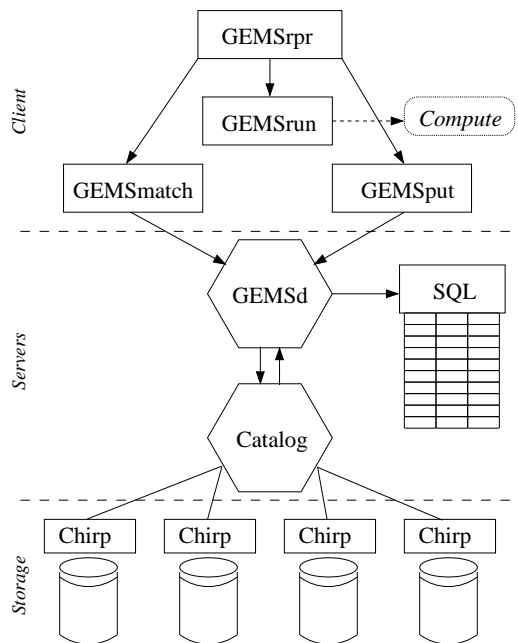 GEMSrpr
Client
GEMSrun
Compute
GEMSmatch
GEMSput
GEMSd
SQL
Servers
Catalog
Chirp
Chirp
Chirp
Chirp
Storage